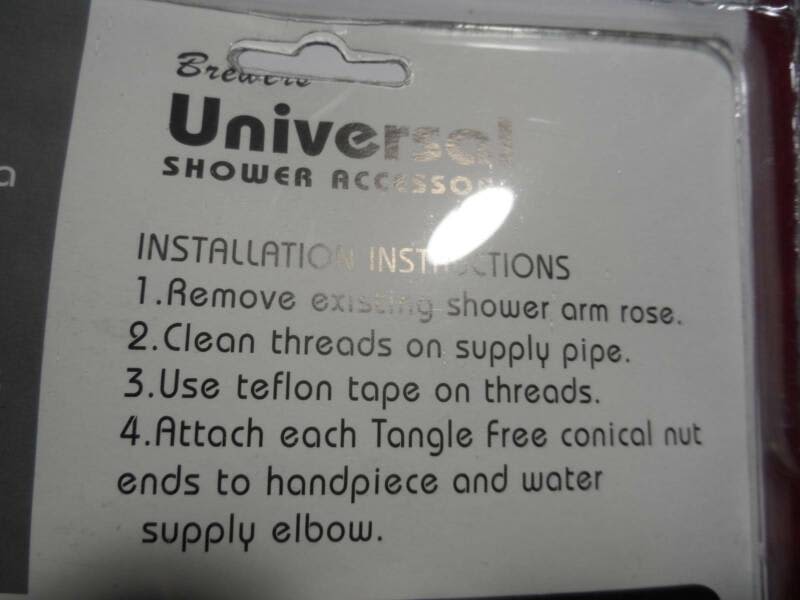 Universal
SHOWER ACCESSO
INSTALLATION INSTRUCTIONS
1.Remove existing shower arm rose.
2.Clean threads on supply pipe.
3.Use teflon tape on threads.
4.Attach each Tangle Free conical nut
ends to handpiece and water
supply elbow.
a